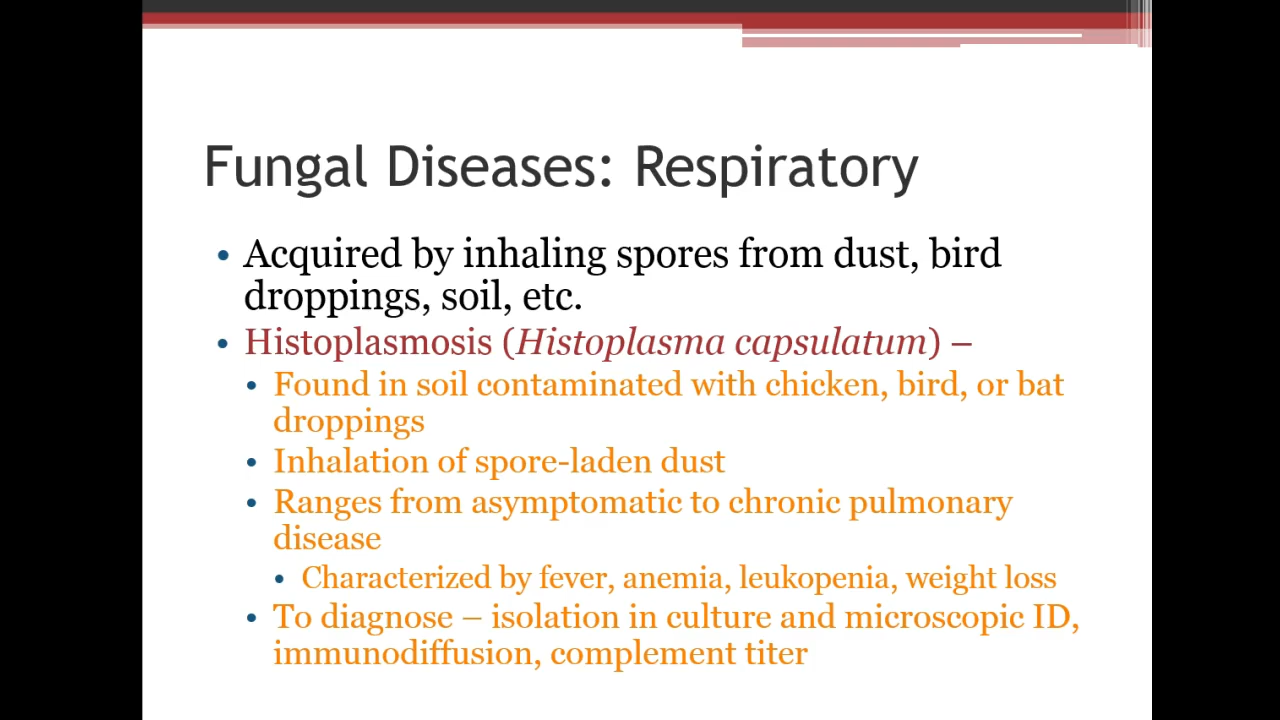 Fungal Diseases: Respiratory
• Acquired by inhaling spores from dust, bird
droppings, soil, etc.
• Histoplasmosis (Histoplasma capsulatum) –
• Found in soil contaminated with chicken, bird, or bat
droppings
• Inhalation of spore-laden dust
• Ranges from asymptomatic to chronic pulmonary
disease
• Characterized by fever, anemia, leukopenia, weight loss
• To diagnose – isolation in culture and microscopic ID,
immunodiffusion, complement titer